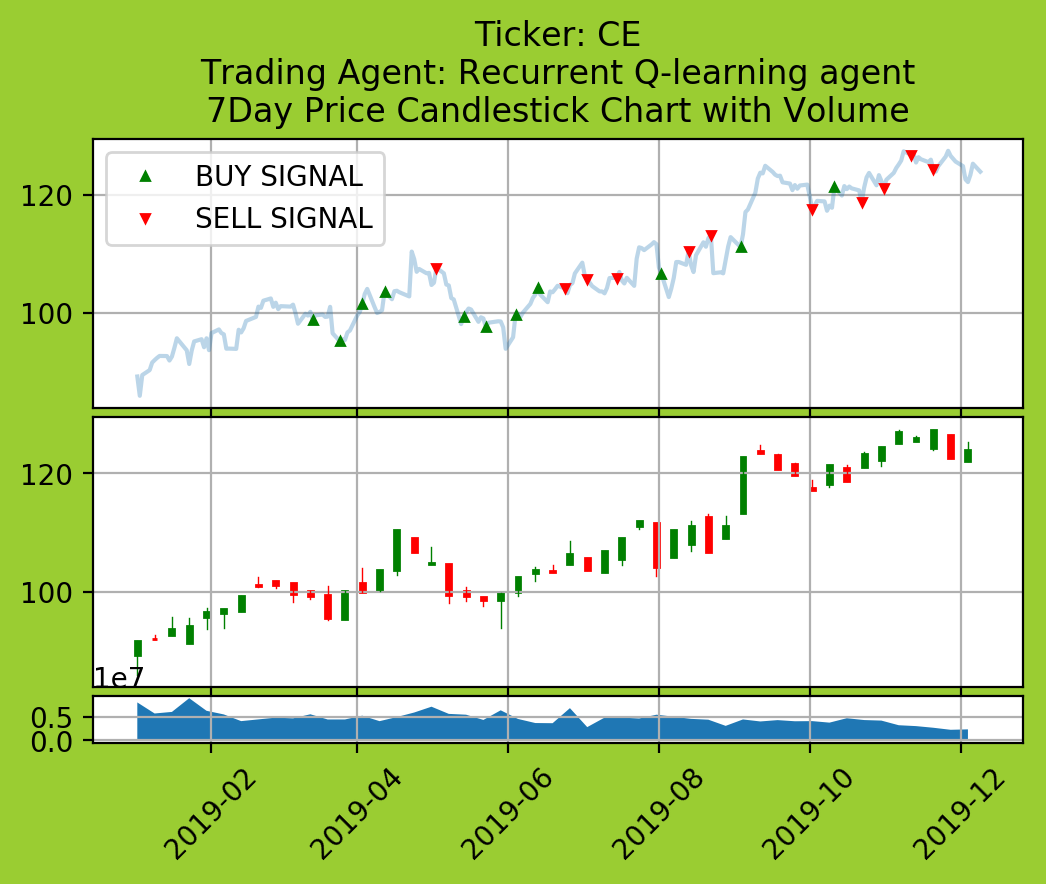 Ticker: CE
Trading Agent: Recurrent Q-learning agent
7Day Price Candlestick Chart with Volume
BUY SIGNAL
SELL SIGNAL
120
100
120
100
1e7
0.5
0.0
2019-02
2019-04
2019-06
2019-08
2019-10
2019-12